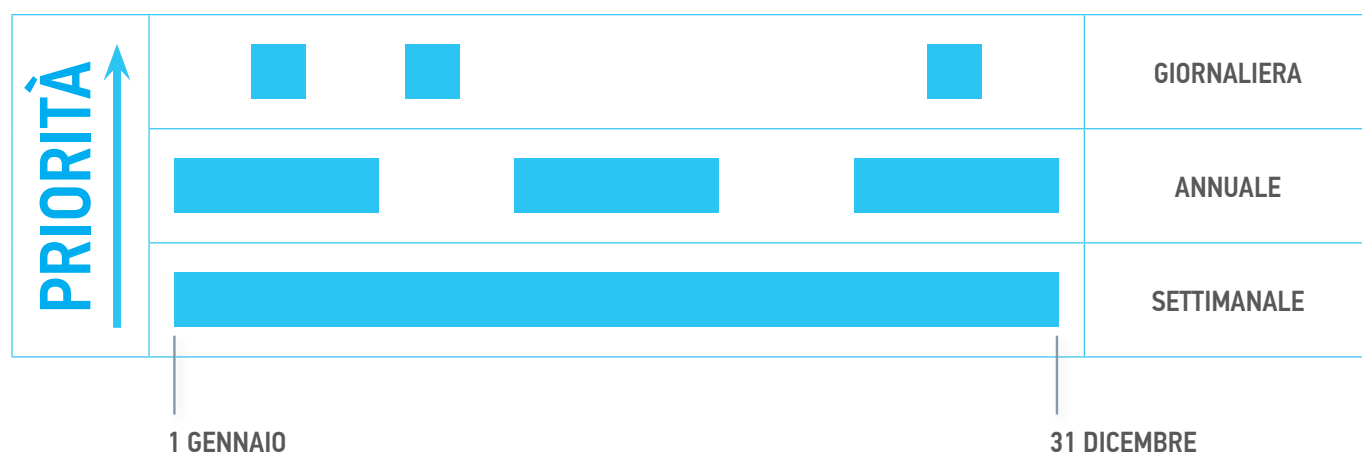 PRIORITÀ
GIORNALIERA
ANNUALE
SETTIMANALE
1 GENNAIO
31 DICEMBRE